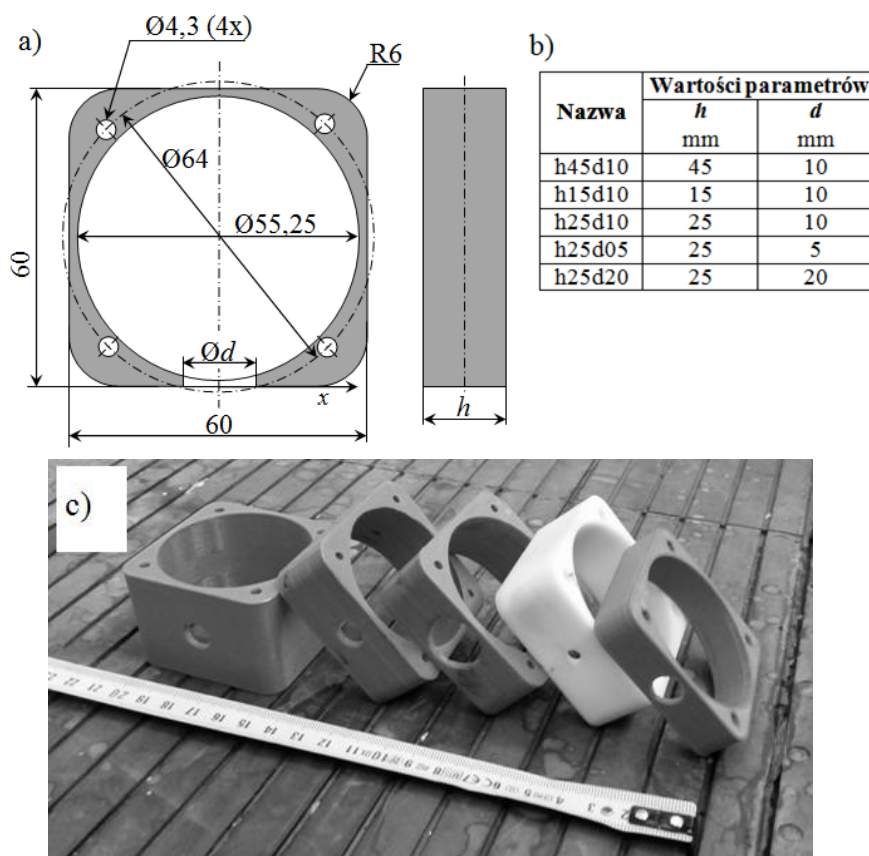 a)
Ø4,3 (4x)
R6
Ø64
Ø55,25
60
Ød
x
60
h
b)
Nazwa Wartości parametrów
h d
mm mm
h45d10 45 10
h15d10 15 10
h25d10 25 10
h25d05 25 5
h25d20 25 20
c)